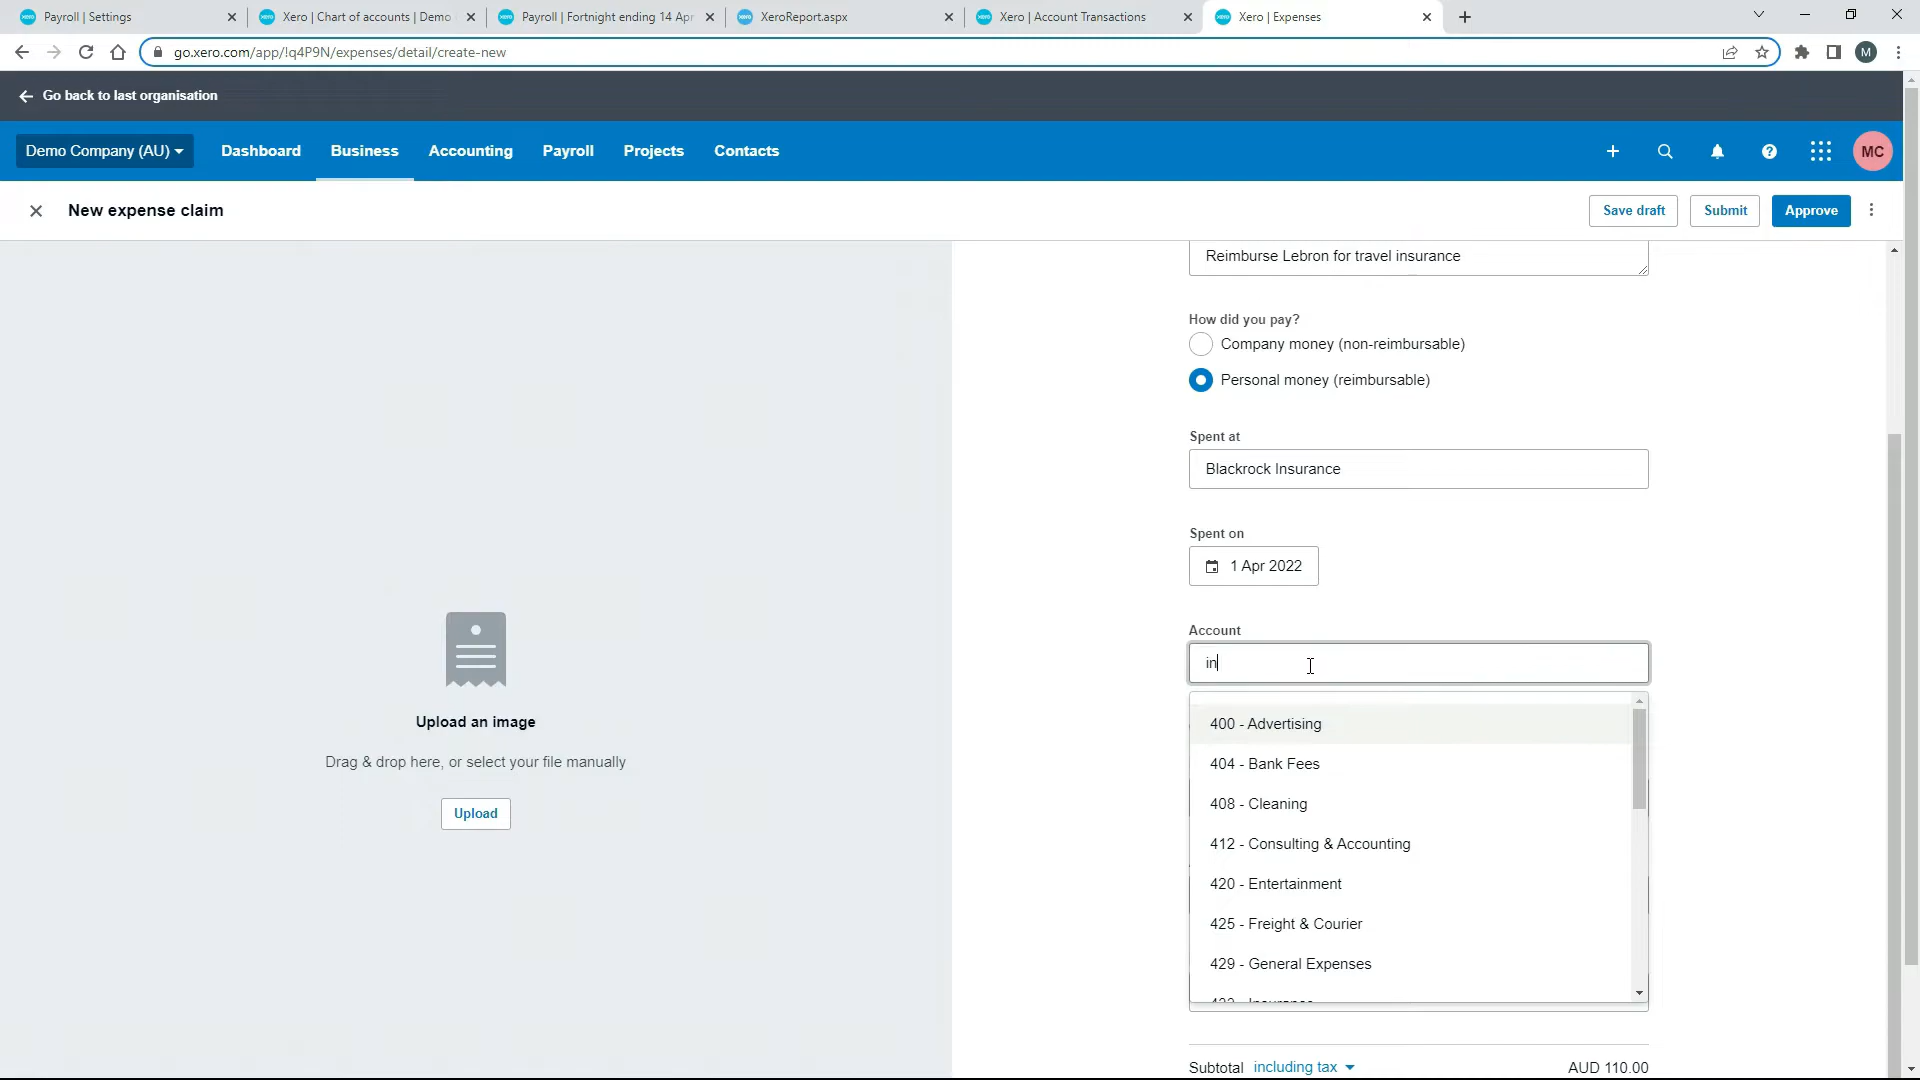 Payroll | Settings
Xero | Chart of accounts | Demo
Payroll | Fortnight ending 14 Apr
XeroReport.aspx
Xero | Account Transactions
Xero | Expenses
go.xero.com/app/!q4P9N/expenses/detail/create-new
M
Go back to last organisation
Demo Company (AU)
Dashboard
Business
Accounting
Payroll
Projects
Contacts
MC
New expense claim
Save draft
Submit
Approve
Reimburse Lebron for travel insurance
How did you pay?
Company money (non-reimbursable)
Personal money (reimbursable)
Spent at
Blackrock Insurance
Spent on
1 Apr 2022
Account
in
400 - Advertising
404 - Bank Fees
408 - Cleaning
412 - Consulting & Accounting
420 - Entertainment
425 - Freight & Courier
429 - General Expenses
433 - Insurance
Upload an image
Drag & drop here, or select your file manually
Upload
Subtotal including tax
AUD 110.00